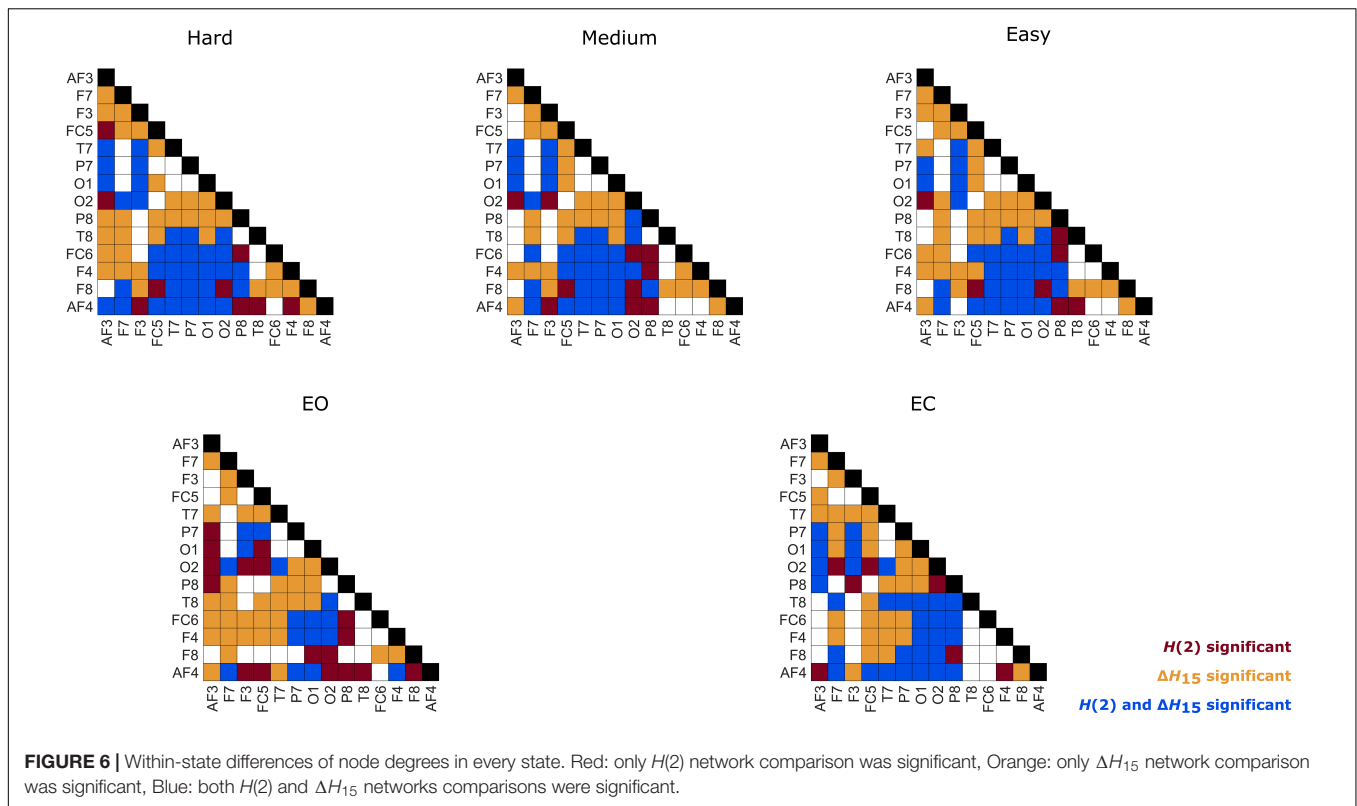 Hard
Medium
Easy
AF3
F7
F3
FC5
T7
P7
O1
O2
P8
T8
FC6
F4
F8
AF4
AF3 F7 F3 FC5 T7 P7 O1 O2 P8 T8 FC6 F4 F8 AF4
AF3
F7
F3
FC5
T7
P7
O1
O2
P8
T8
FC6
F4
F8
AF4
AF3 F7 F3 FC5 T7 P7 O1 O2 P8 T8 FC6 F4 F8 AF4
AF3
F7
F3
FC5
T7
P7
O1
O2
P8
T8
FC6
F4
F8
AF4
AF3 F7 F3 FC5 T7 P7 O1 O2 P8 T8 FC6 F4 F8 AF4
EO
EC
AF3
F7
F3
FC5
T7
P7
O1
O2
P8
T8
FC6
F4
F8
AF4
AF3 F7 F3 FC5 T7 P7 O1 O2 P8 T8 FC6 F4 F8 AF4
AF3
F7
F3
FC5
T7
P7
O1
O2
P8
T8
FC6
F4
F8
AF4
AF3 F7 F3 FC5 T7 P7 O1 O2 P8 T8 FC6 F4 F8 AF4
H(2) significant
ΔH15 significant
H(2) and ΔH15 significant
FIGURE 6 | Within-state differences of node degrees in every state. Red: only H(2) network comparison was significant, Orange: only ΔH15 network comparison
was significant, Blue: both H(2) and ΔH15 networks comparisons were significant.